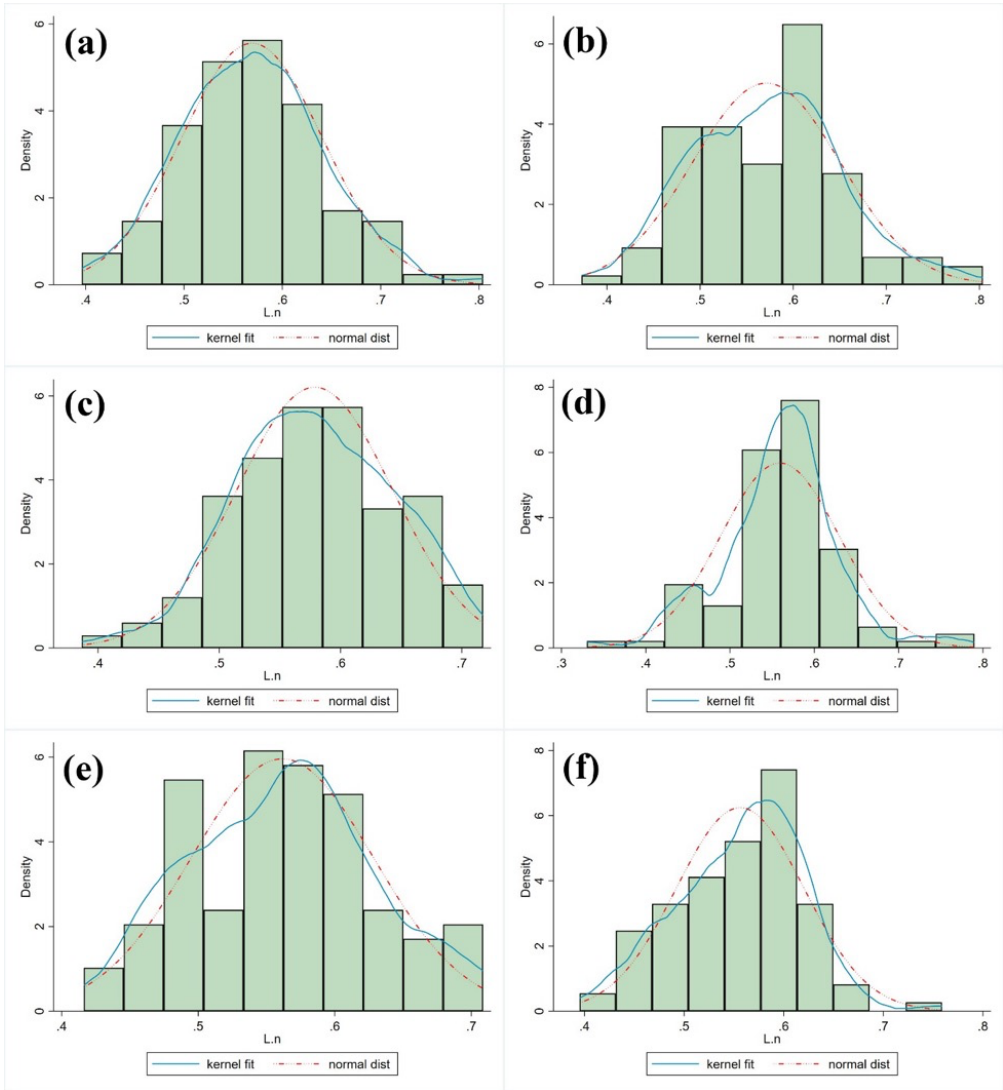 (a)
Density
6
4
2
0
.4 .5 .6 .7 .8
L.n
kernel fit normal dist
(b)
Density
6
4
2
0
.4 .5 .6 .7 .8
L.n
kernel fit normal dist
(c)
Density
6
4
2
0
.4 .5 .6 .7
L.n
kernel fit normal dist
(d)
Density
8
6
4
2
0
.3 .4 .5 .6 .7 .8
L.n
kernel fit normal dist
(e)
Density
6
4
2
0
.4 .5 .6 .7
L.n
kernel fit normal dist
(f)
Density
8
6
4
2
0
.4 .5 .6 .7 .8
L.n
kernel fit normal dist